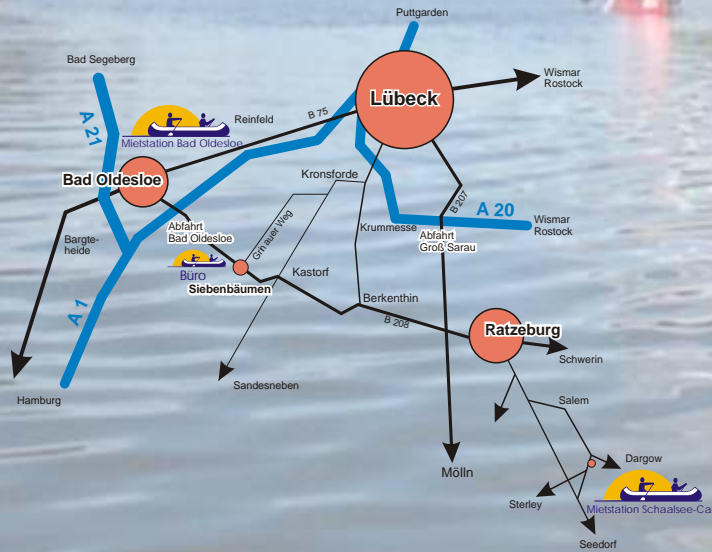 Puttgarden
Bad Segeberg
Wismar
Rostock
Lübeck
A 21
Reinfeld
B 75
Mietstation Bad Oldesloe
Kronsforde
Bad Oldesloe
B 207
A 20
Wismar
Rostock
Abfahrt
Bad Oldesloe
Grihauer Weg
Krummesse
Abfahrt
Groß Sarau
Bargte-
heide
Büro
Kastorf
Siebenbäumen
Berkenthin
A 1
B 208
Ratzeburg
Schwerin
Sandesneben
Hamburg
Salem
Mölln
Dargow
Sterley
Mietstation Schaalsee-Ca
Seedorf